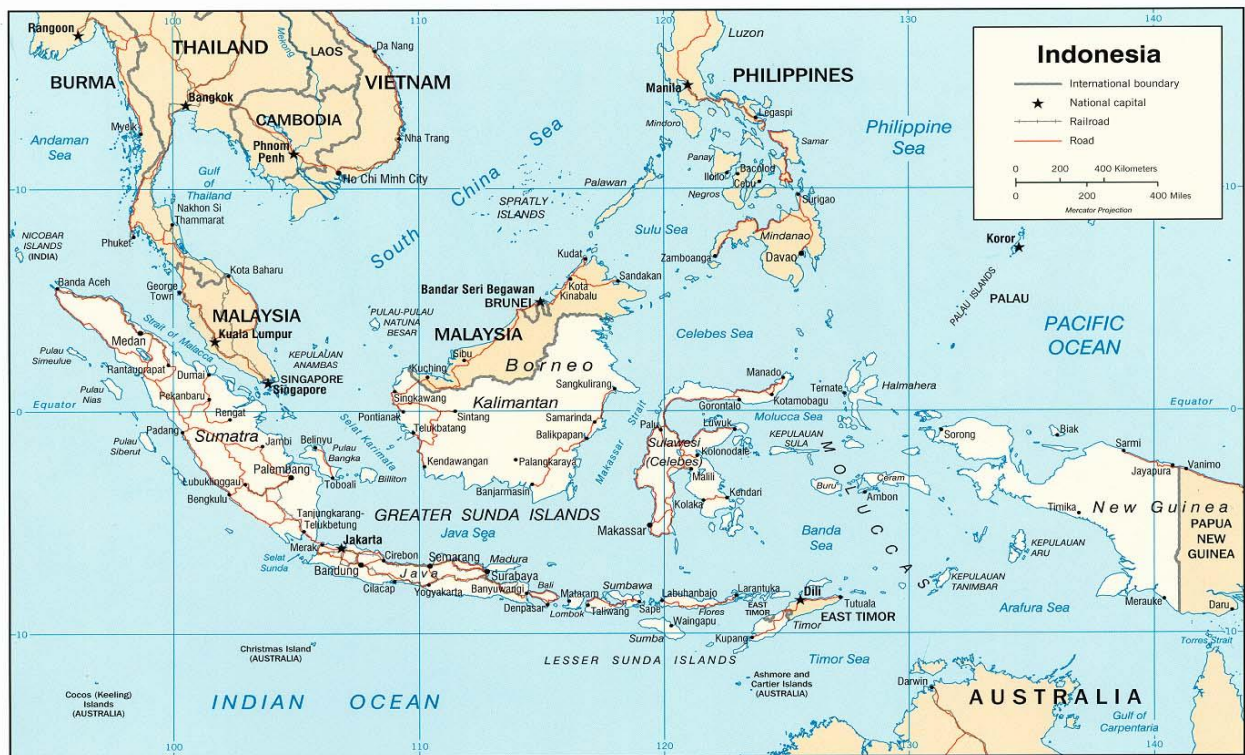 100
110
120
130
140
Indonesia
International boundary
National capital
Railroad
Road
0 200 400 Kilometers
0 200 400 Miles
Mercator Projection
Rangoon
THAILAND
LAOS
Mekong
Da Nang
BURMA
VIETNAM
Bangkok
CAMBODIA
Andaman
Sea
Myeik
Phnom
Penh
Nha Trang
Gulf
of
Thailand
Ho Chi Minh City
10
Nakhon Si
Thammarat
NICOBAR
ISLANDS
(INDIA)
Phuket
South China Sea
SPRATLY
ISLANDS
Luzon
PHILIPPINES
Manila
Legaspi
Mindoro
Samar
Philippine
Sea
Panay
Iloilo
Bacolod
Cebu
Negros
Palawan
Surigao
10
Sulu Sea
Mindanao
Zamboanga
Davao
Koror
PALAU ISLANDS
PALAU
Kudat
Sandakan
Kota
Kinabalu
Bandar Seri Begawan
BRUNEI
Banda Aceh
George
Town
Kota Baharu
MALAYSIA
Kuala Lumpur
PULAU-PULAU
NATUNA
BESAR
MALAYSIA
Celebes Sea
PACIFIC
OCEAN
Strait of Malacca
Medan
Pulau
Simeulue
KEPULAUAN
ANAMBAS
Sibu
Borneo
Rantauprapat
Dumai
SINGAPORE
Singapore
Kuching
Pulau
Nias
Pekanbaru
Singkawang
Kalimantan
Sangkulirang
Manado
Ternate
Halmahera
Equator
Equator
0
0
Rengat
Selat Karimata
Pontianak
Sintang
Samarinda
Makassar Strait
Gorontalo
Kotamobagu
Molucca Sea
Padang
Sumatra
Jambi
Belinyu
Telukbatang
Balikpapan
Palu
Luwuk
KEPULAUAN
SULA
Sorong
Biak
Sarmi
Pulau
Siberut
Pulau
Bangka
Kendawangan
Palangkaraya
Sulawesi
(Celebes)
Kolonodale
MOLUCCAS
Jayapura
Vanimo
Palembang
Toboali
Billiton
Malili
Buru
Ceram
Lubuklinggau
Bengkulu
Banjarmasin
Kolaka
Kendari
Ambon
Timika
New Guinea
Tanjungkarang-
Telukbetung
GREATER SUNDA ISLANDS
Java Sea
Makassar
Banda
Sea
PAPUA
NEW
GUINEA
Merak
Jakarta
Selat
Sunda
Cirebon
Semarang
Madura
KEPULAUAN
ARU
Bandung
Java
Surabaya
KEPULAUAN
TANIMBAR
Cilacap
Yogyakarta
Banyuwangi
Bali
Mataram
Sumbawa
Labuhanbajo
Larantuka
Dili
Denpasar
Lombok
Taliwang
Sape
Flores
EAST
TIMOR
Tutuala
EAST TIMOR
Waingapu
Timor
Arafura Sea
Merauke
Daru
10
10
Sumba
Kupang
Torres Strait
Christmas Island
(AUSTRALIA)
LESSER SUNDA ISLANDS
Timor Sea
Ashmore and
Cartier Islands
(AUSTRALIA)
Cocos (Keeling)
Islands
(AUSTRALIA)
INDIAN OCEAN
Darwin
AUSTRALIA
Gulf of
Carpentaria
100
110
120
130
140